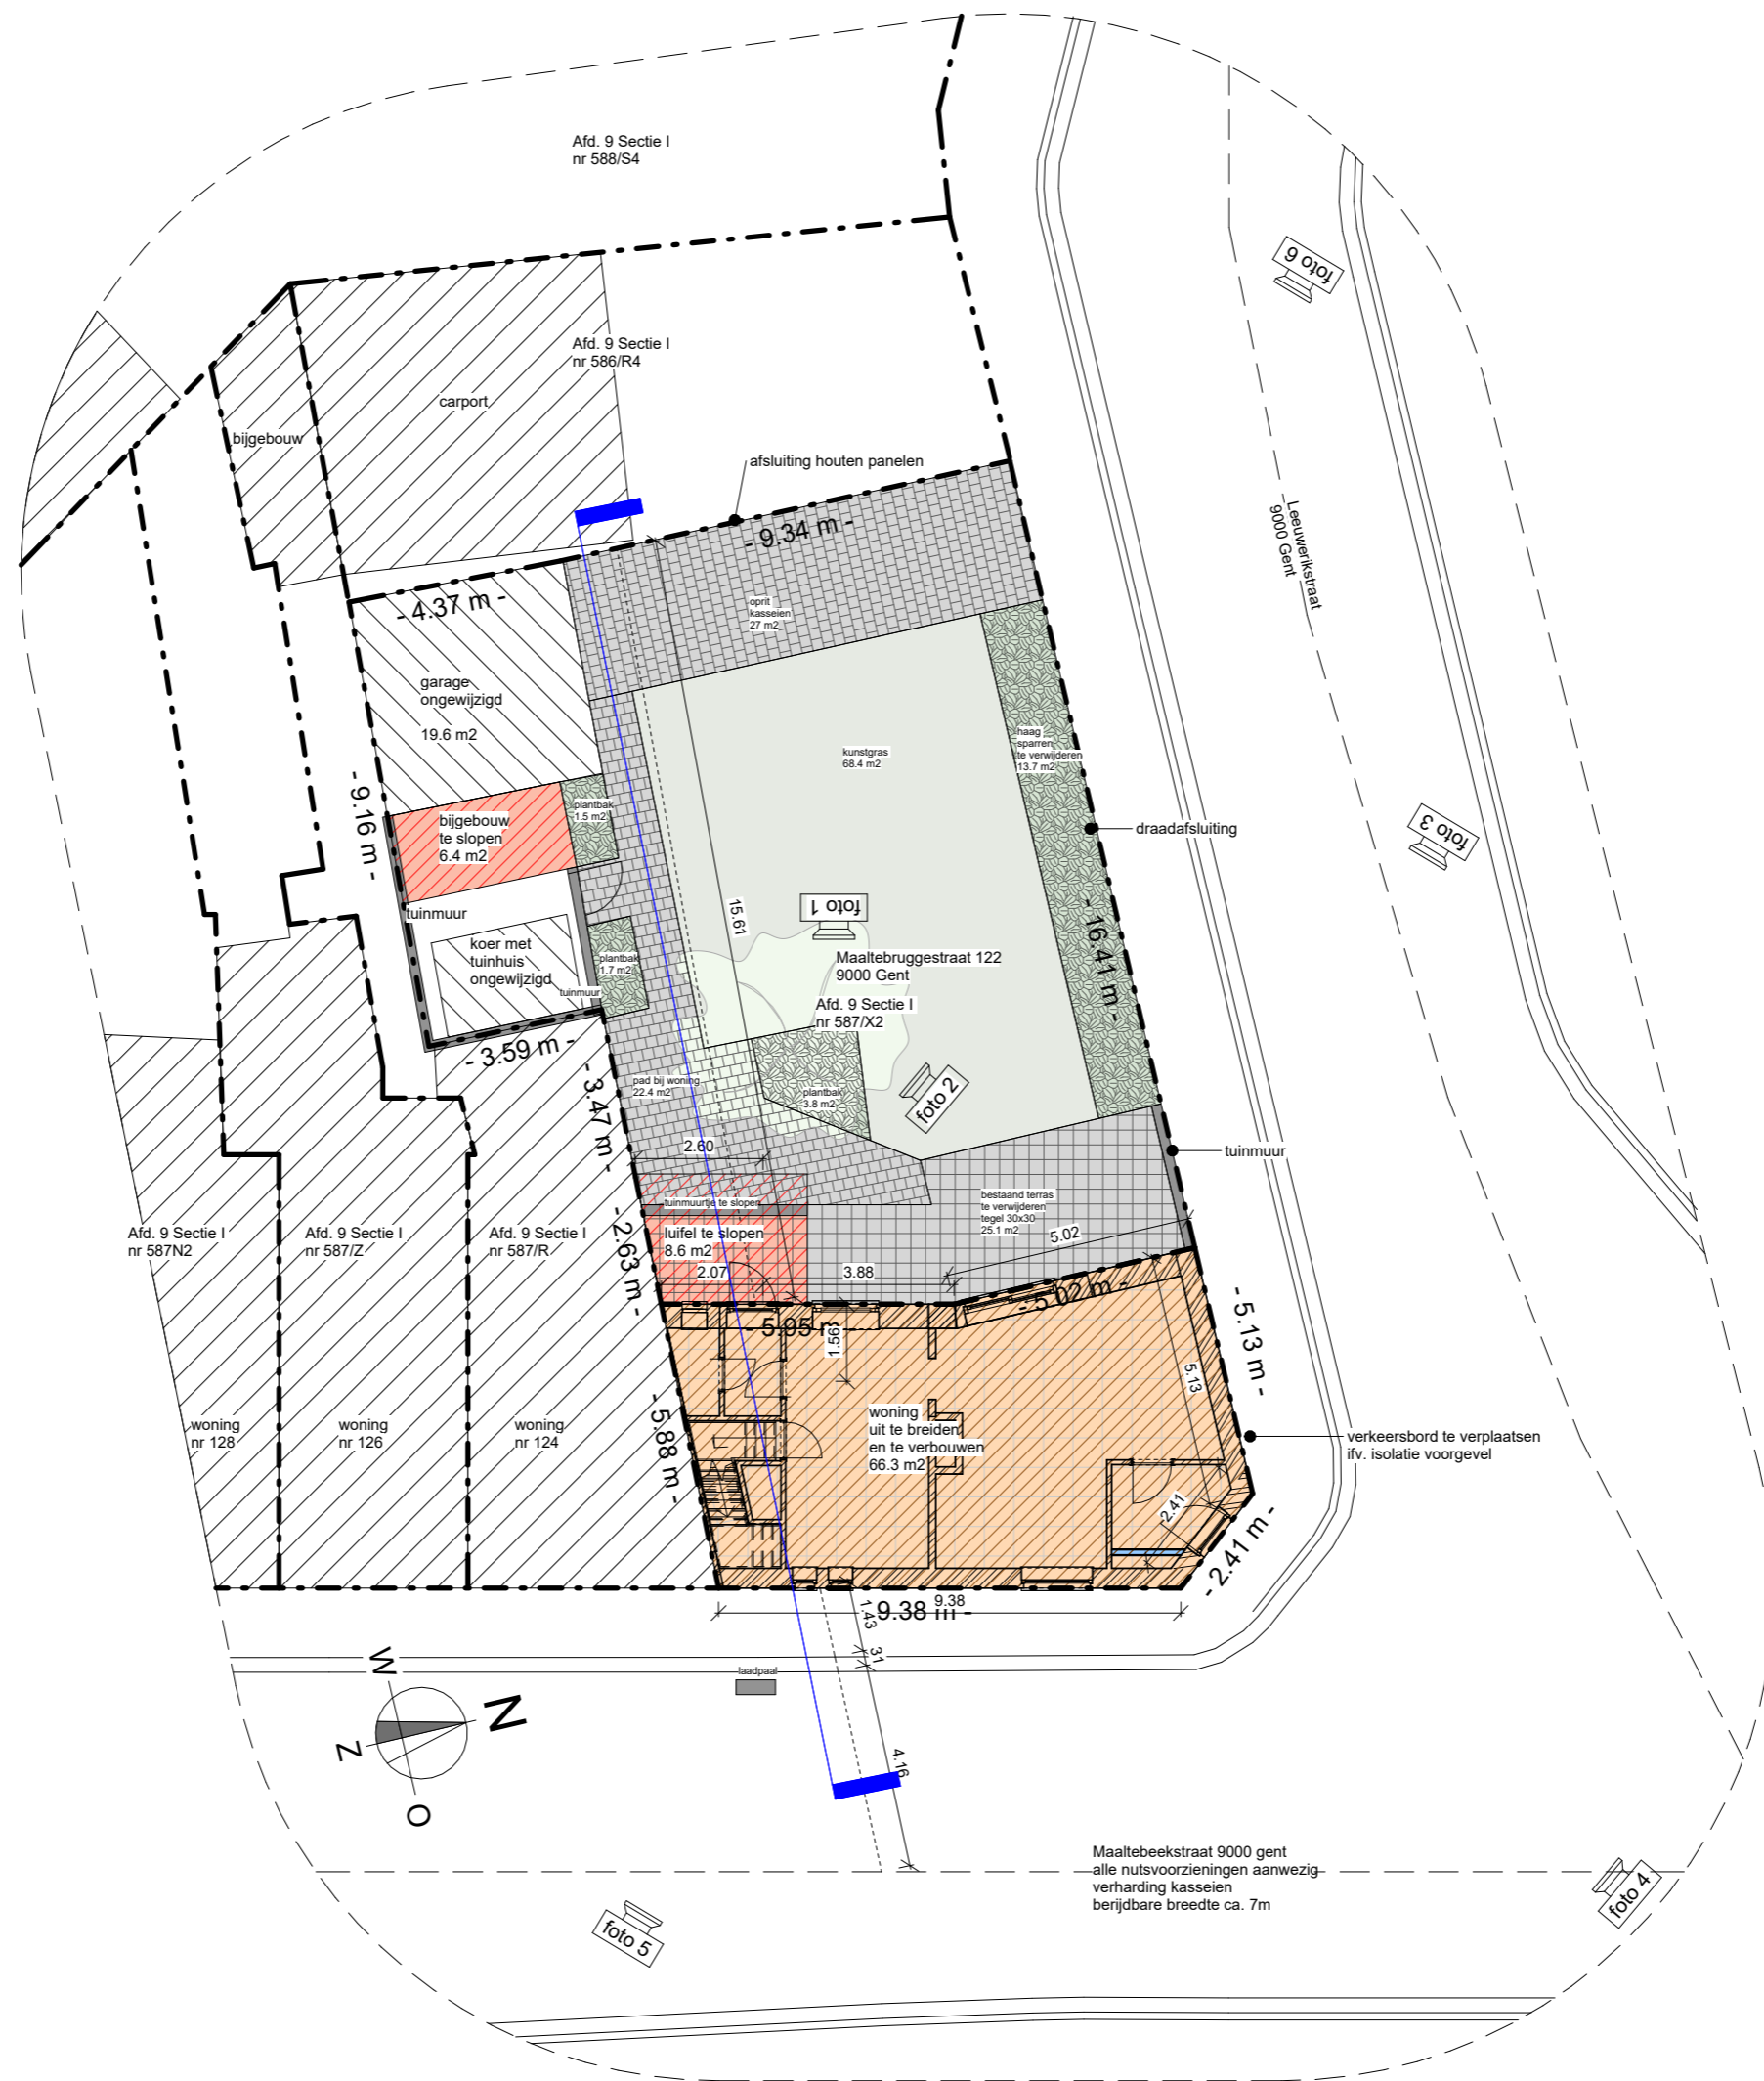 Afd. 9 Sectie I
nr 588/S4
foto 6
Afd. 9 Sectie I
nr 586/R4
carport
bijgebouw
afsluiting houten panelen
- 9.34 m -
Leeuwerikstraat
9000 Gent
- 4.37 m -
oprit
kasseien
27 m2
garage
ongewijzigd
19.6 m2
kunstgras
68.4 m2
haag
sparren
te verwijderen
13.7 m2
- 9.16 m -
plantbak
1.5 m2
bijgebouw
te slopen
6.4 m2
draadafsluiting
foto 3
tuinmuur
15.61
foto 1
- 16.41 m -
koer met
tuinhuis
ongewijzigd
plantbak
1.7 m2
tuinmuur
Maaltebruggestraat 122
9000 Gent
Afd. 9 Sectie I
nr 587/X2
- 3.59 m -
- 3.47 m -
pad bij woning
22.4 m2
plantbak
3.8 m2
foto 2
2.60
tuinmuur
tuinmuurtje te slopen
bestaand terras
te verwijderen
tegel 30x30
25.1 m2
Afd. 9 Sectie I
nr 587N2
Afd. 9 Sectie I
nr 587/Z
Afd. 9 Sectie I
nr 587/R
- 2.63 m -
luifel te slopen
8.6 m2
5.02
2.07
3.88
- 5.02 m -
- 5.95 m -
1.56
- 5.13 m -
5.13
woning
nr 128
woning
nr 126
woning
nr 124
- 5.88 m -
woning
uit te breiden
en te verbouwen
66.3 m2
verkeersbord te verplaatsen
ifv. isolatie voorgevel
2.41
- 2.41 m -
9.38
- 9.38 m -
1.43
31
laadpaal
W
N
Z
O
4.16
Maaltebeekstraat 9000 gent
alle nutsvoorzieningen aanwezig
verharding kasseien
berijdbare breedte ca. 7m
foto 4
foto 5